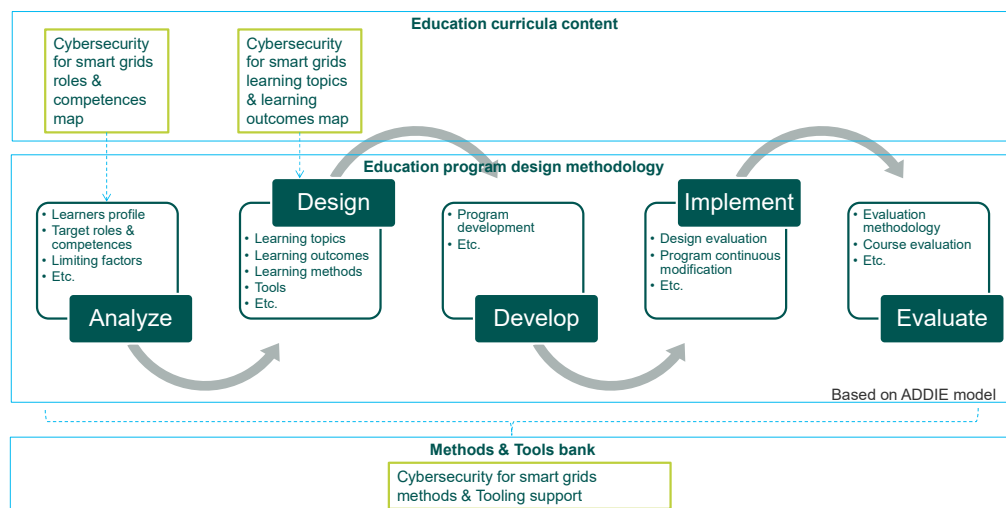 Education curricula content
Cybersecurity
for smart grids
roles &
competences
map
Cybersecurity
for smart grids
learning topics
& learning
outcomes map
Education program design methodology
• Learners profile
• Target roles &
competences
• Limiting factors
• Etc.
Analyze
Design
• Learning topics
• Learning outcomes
• Learning methods
• Tools
• Etc.
• Program
development
• Etc.
Develop
Implement
• Design evaluation
• Program continuous
modification
• Etc.
• Evaluation
methodology
• Course evaluation
• Etc.
Evaluate
Based on ADDIE model
Methods & Tools bank
Cybersecurity for smart grids
methods & Tooling support